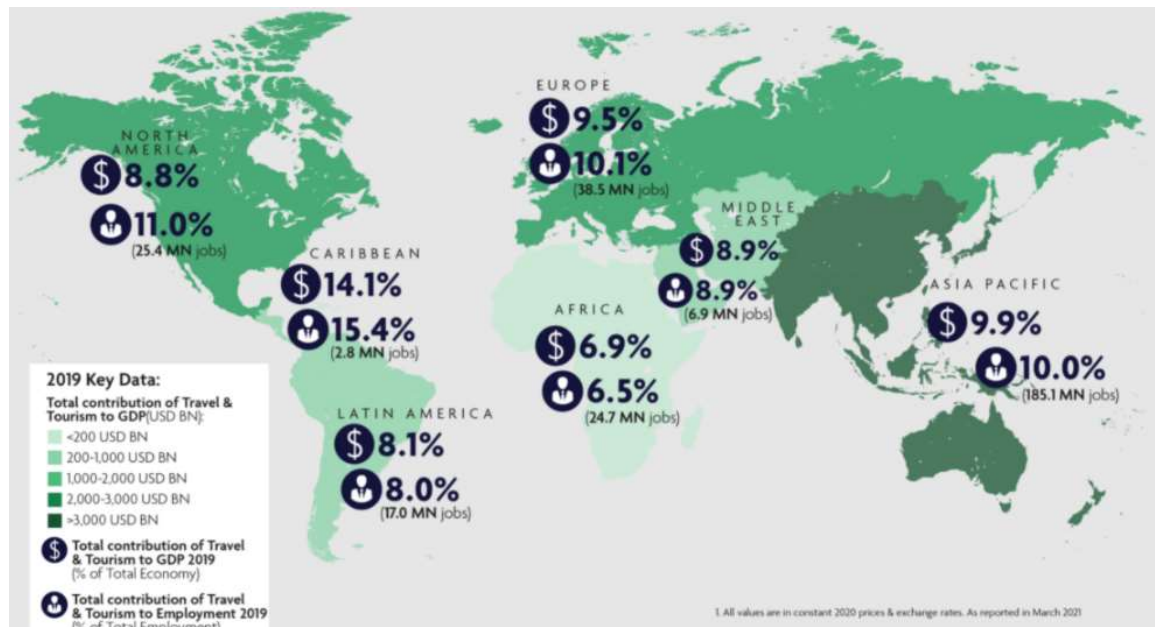 EUROPE
$ 9.5%
10.1%
(38.5 MN jobs)
NORTH
AMERICA
$ 8.8%
11.0%
(25.4 MN jobs)
MIDDLE
EAST
$ 8.9%
8.9%
(6.9 MN jobs)
CARIBBEAN
$ 14.1%
15.4%
(2.8 MN jobs)
ASIA PACIFIC
$ 9.9%
10.0%
(185.1 MN jobs)
AFRICA
$ 6.9%
6.5%
(24.7 MN jobs)
LATIN AMERICA
$ 8.1%
8.0%
(17.0 MN jobs)
2019 Key Data:
Total contribution of Travel &
Tourism to GDP(USD BN):
<200 USD BN
200-1,000 USD BN
1,000-2,000 USD BN
2,000-3,000 USD BN
>3,000 USD BN
$ Total contribution of Travel
& Tourism to GDP 2019
(% of Total Economy)
Total contribution of Travel
& Tourism to Employment 2019
(% of Total Employment)
1. All values are in constant 2020 prices & exchange rates. As reported in March 2021